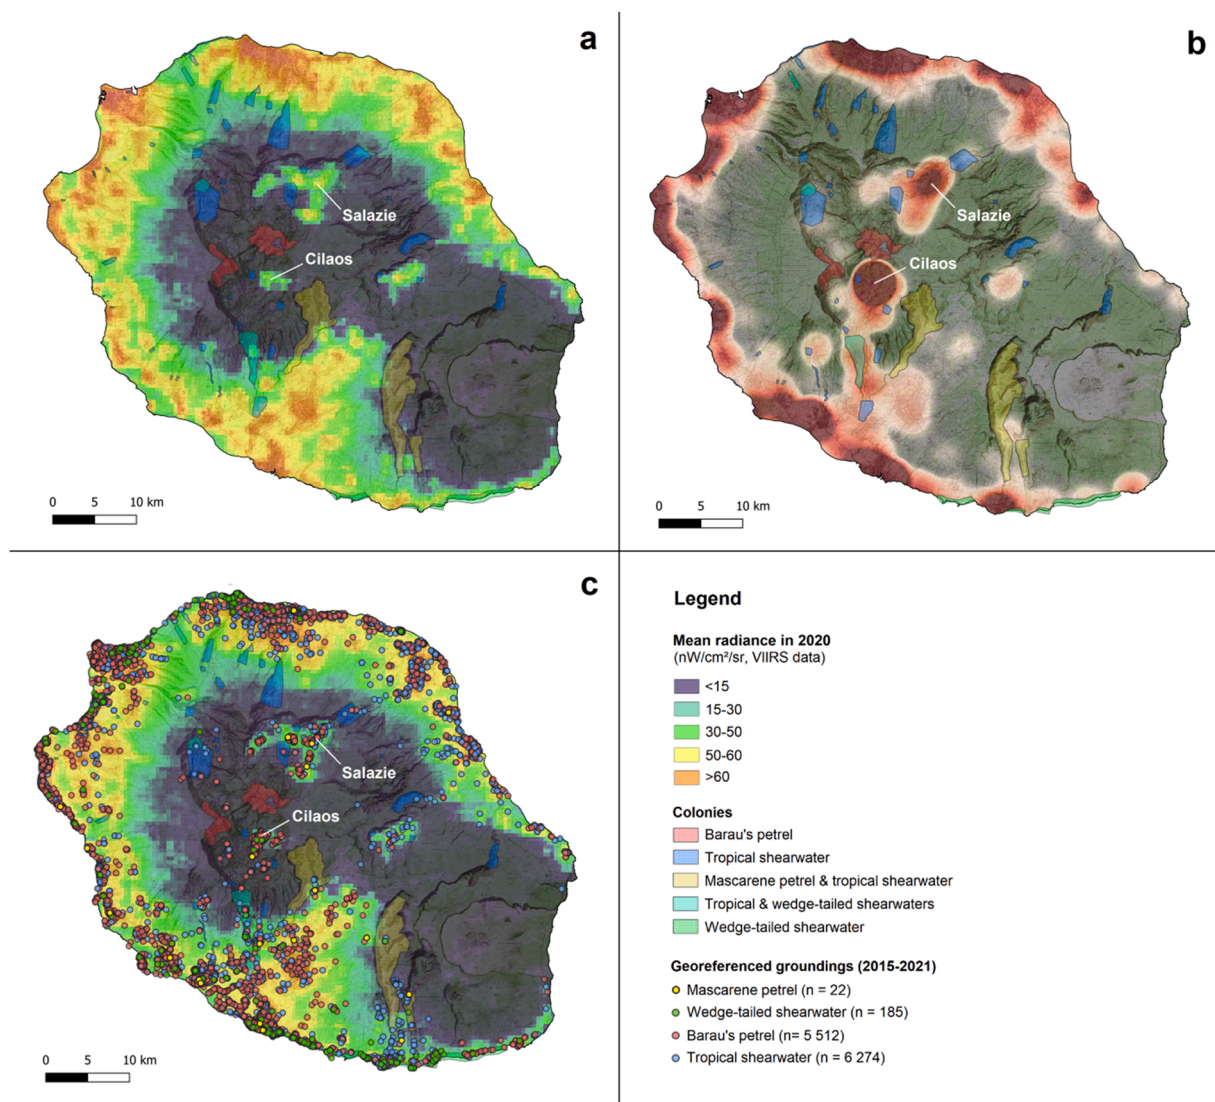 a
Salazie
Cilaos
0 5 10 km
b
Salazie
Cilaos
0 5 10 km
c
Salazie
Cilaos
0 5 10 km
Legend
Mean radiance in 2020
(nW/cm²/sr, VIIRS data)
<15
15-30
30-50
50-60
>60
Colonies
Barau's petrel
Tropical shearwater
Mascarene petrel & tropical shearwater
Tropical & wedge-tailed shearwaters
Wedge-tailed shearwater
Georeferenced groundings (2015-2021)
Mascarene petrel (n = 22)
Wedge-tailed shearwater (n = 185)
Barau's petrel (n= 5 512)
Tropical shearwater (n = 6 274)